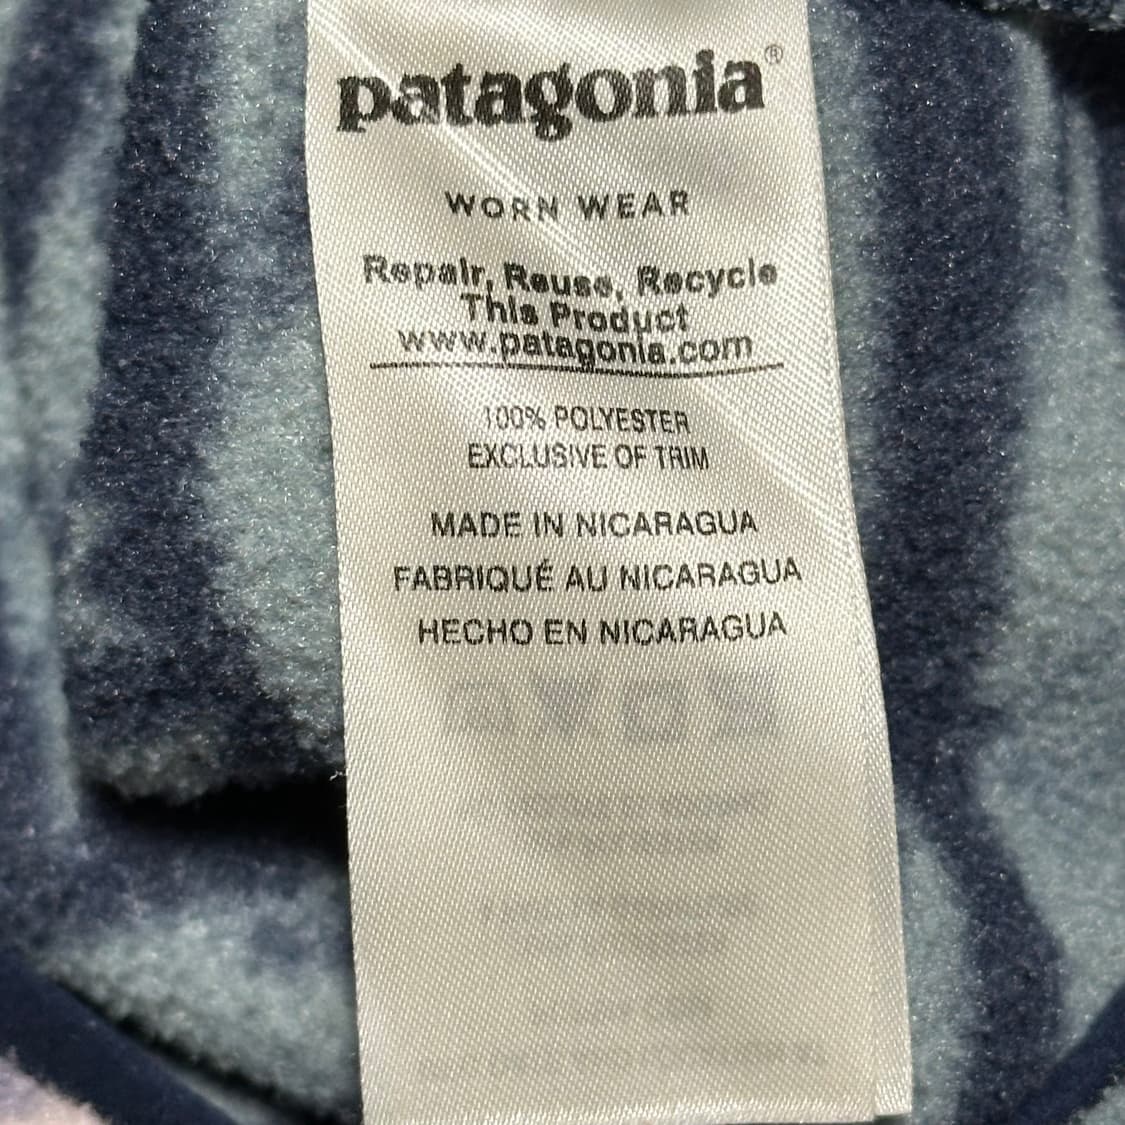 patagonia®
WORN WEAR
Repair, Reuse, Recycle
This Product
www.patagonia.com
100% POLYESTER
EXCLUSIVE OF TRIM
MADE IN NICARAGUA
FABRIQUÉ AU NICARAGUA
HECHO EN NICARAGUA